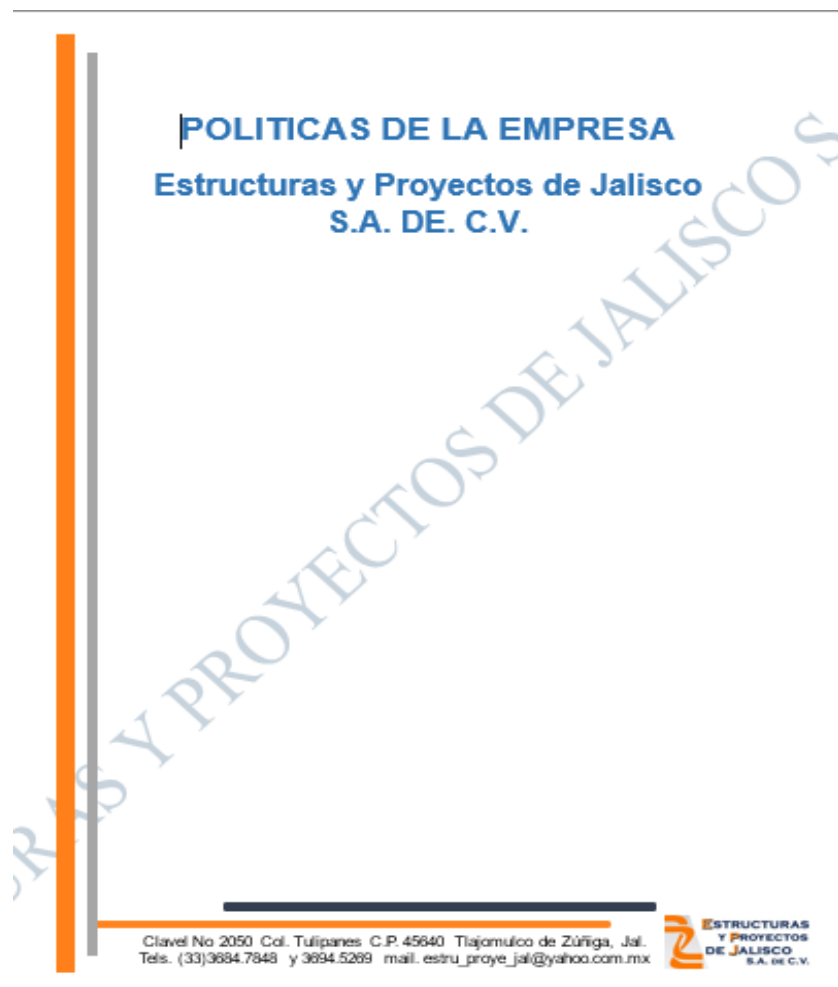 POLITICAS DE LA EMPRESA
Estructuras y Proyectos de Jalisco
S.A. DE. C.V.
RAS Y PROYECTOS DE JALISCO S
Clavel No 2050 Col. Tulipanes C.P. 45640 Tlajomulco de Zúñiga, Jal.
Tels. (33)3684.7848 y 3694.5269 mail. estru_proye_jal@yahoo.com.mx
ESTRUCTURAS
Y PROYECTOS
DE JALISCO
S.A. DE C.V.